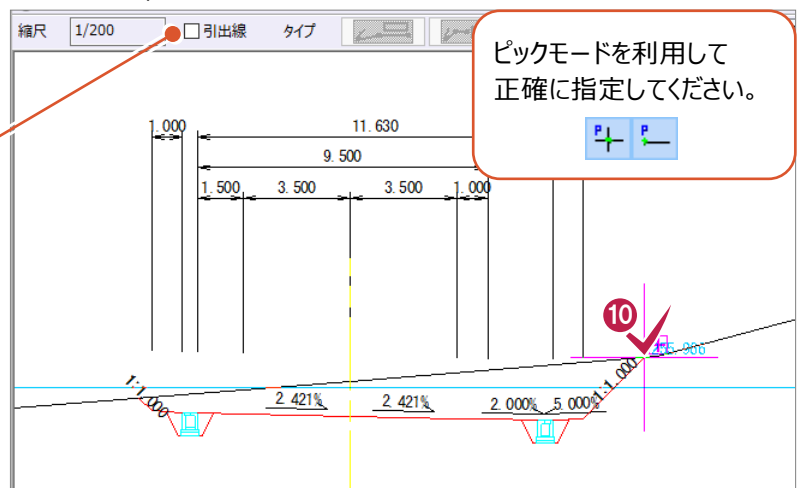 縮尺 1/200 引出線 タイプ
ピックモードを利用して
正確に指定してください。
P P
1.000 11.630
9.500
1.500 3.500 3.500 1.000
10
1:1.000 2.421% 2.421% 2.000% 5.000% 1:1.000